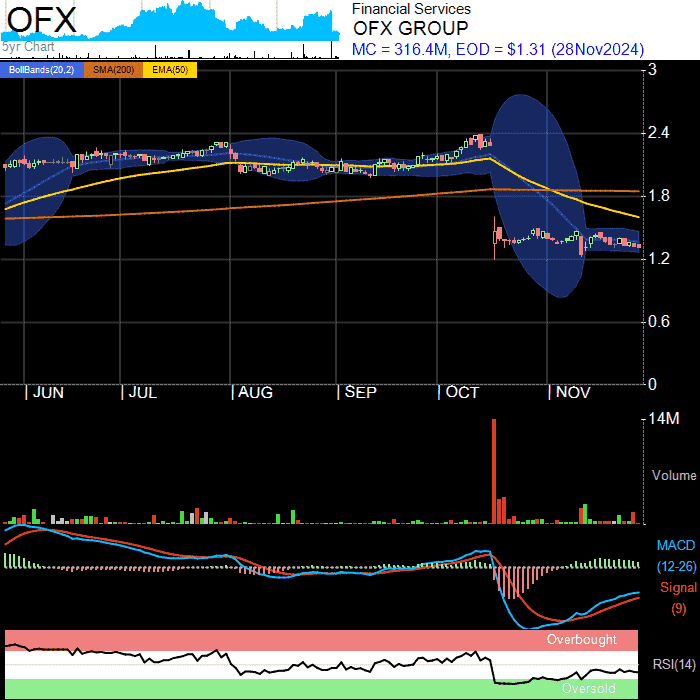 OFX
5yr Chart
Financial Services
OFX GROUP
MC = 316.4M, EOD = $1.31 (28Nov2024)
BollBands(20,2) SMA(200) EMA(50)
3
2.4
1.8
1.2
0.6
0
JUN JUL AUG SEP OCT NOV
14M
Volume
MACD
(12-26)
Signal
(9)
Overbought
RSI(14)
Oversold